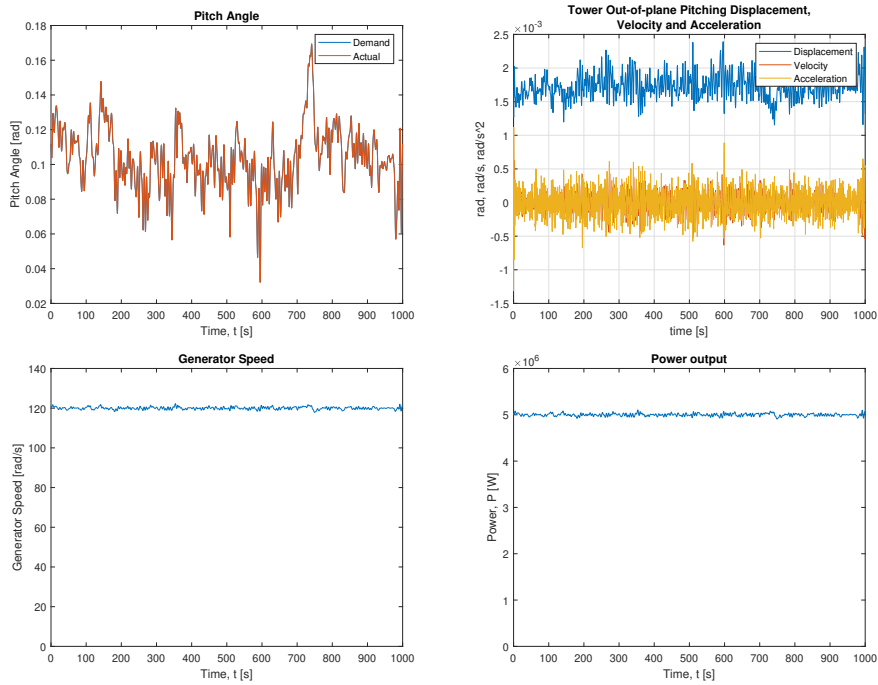 Pitch Angle
0.18
0.16
0.14
0.12
0.1
0.08
0.06
0.04
0.02
Pitch Angle [rad]
Demand
Actual
0 100 200 300 400 500 600 700 800 900 1000
Time, t [s]
Tower Out-of-plane Pitching Displacement,
Velocity and Acceleration
×10-3
2.5
2
1.5
1
0.5
0
-0.5
-1
-1.5
rad, rad/s, rad/s^2
Displacement
Velocity
Acceleration
0 100 200 300 400 500 600 700 800 900 1000
time [s]
Generator Speed
140
120
100
80
60
40
20
0
Generator Speed [rad/s]
0 100 200 300 400 500 600 700 800 900 1000
Time, t [s]
Power output
×10^6
6
5
4
3
2
1
0
Power, P [W]
0 100 200 300 400 500 600 700 800 900 1000
Time, t [s]